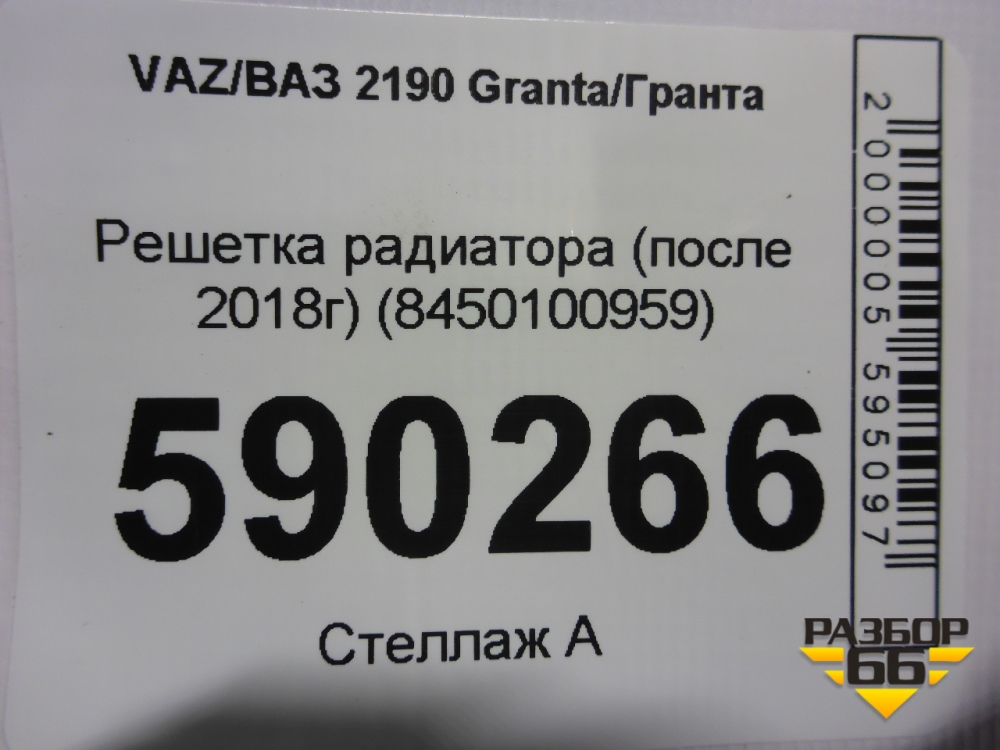 VAZ/ВАЗ 2190 Granta/Гранта
Решетка радиатора (после
2018г) (8450100959)
590266
Стеллаж А
2000005595097
РАЗБОР
66